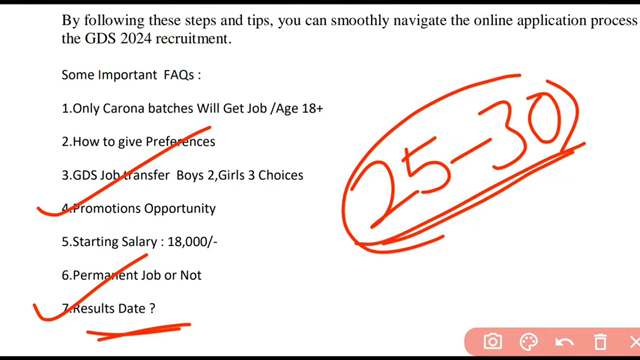 By following these steps and tips, you can smoothly navigate the online application process
the GDS 2024 recruitment.
Some Important FAQs :
1.Only Carona batches Will Get Job /Age 18+
2.How to give Preferences
3.GDS Job transfer Boys 2,Girls 3 Choices
4.Promotions Opportunity
5.Starting Salary : 18,000/-
6.Permanent Job or Not
7.Results Date ?
25-30